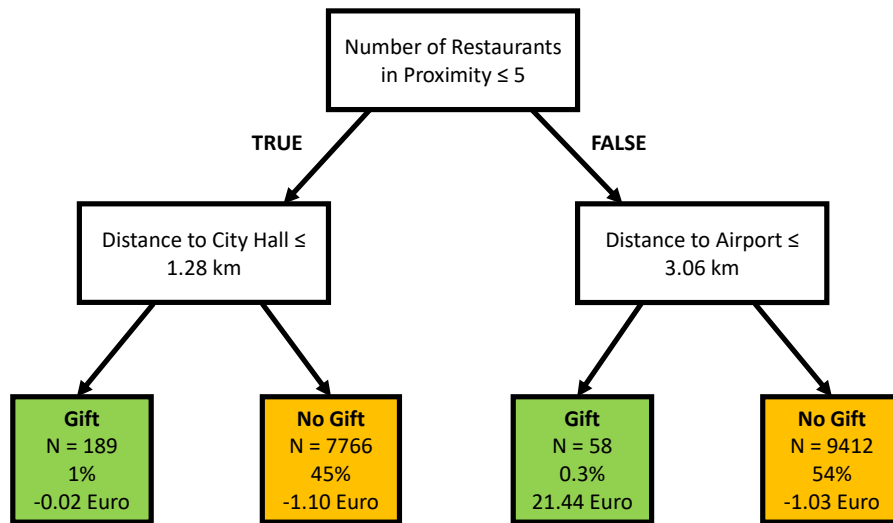 Number of Restaurants
in Proximity ≤ 5
TRUE
FALSE
Distance to City Hall ≤
1.28 km
Distance to Airport ≤
3.06 km
Gift
N = 189
1%
-0.02 Euro
No Gift
N = 7766
45%
-1.10 Euro
Gift
N = 58
0.3%
21.44 Euro
No Gift
N = 9412
54%
-1.03 Euro